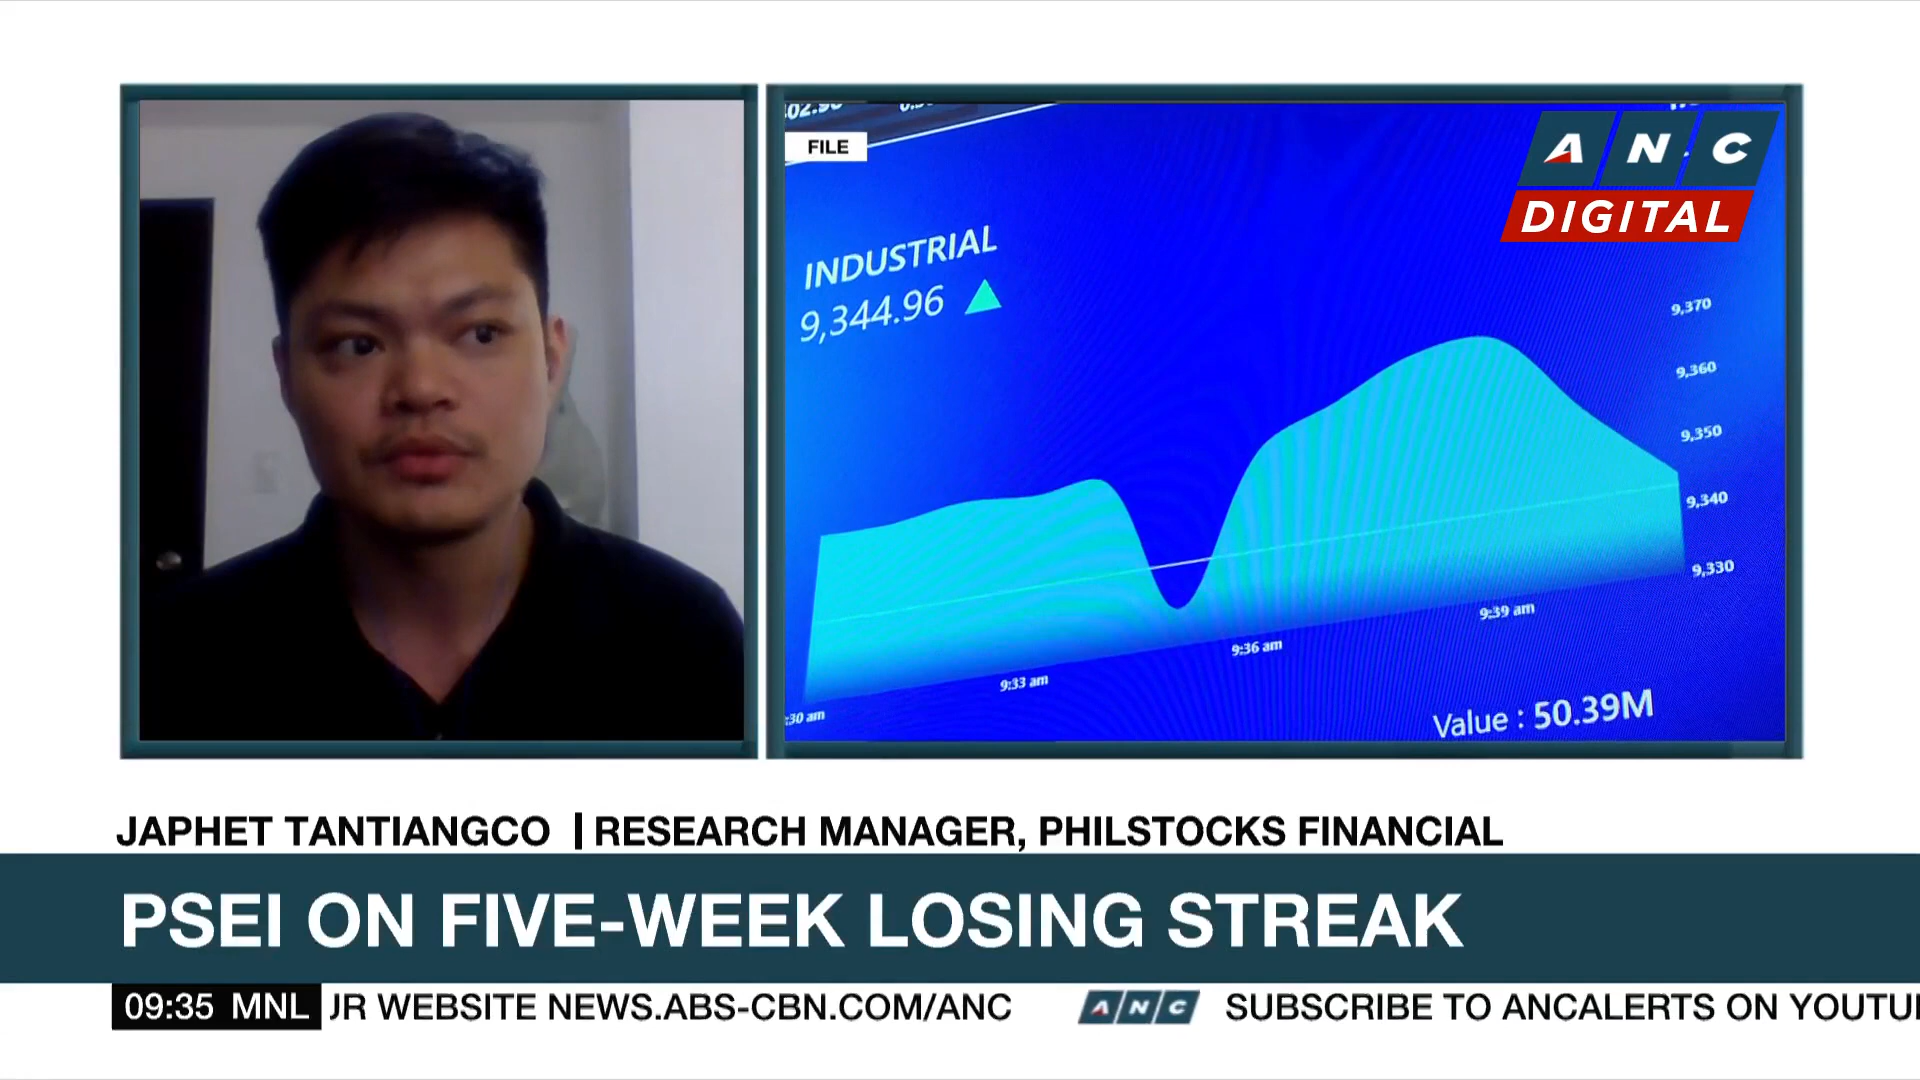 FILE
ANC
DIGITAL
INDUSTRIAL
9,344.96
9,370
9,360
9,350
9,340
9,330
9:39 am
9:36 am
9:33 am
:30 am
Value : 50.39M
JAPHET TANTIANGCO | RESEARCH MANAGER, PHILSTOCKS FINANCIAL
PSEI ON FIVE-WEEK LOSING STREAK
09:35 MNL JR WEBSITE NEWS.ABS-CBN.COM/ANC ANC SUBSCRIBE TO ANCALERTS ON YOUTU